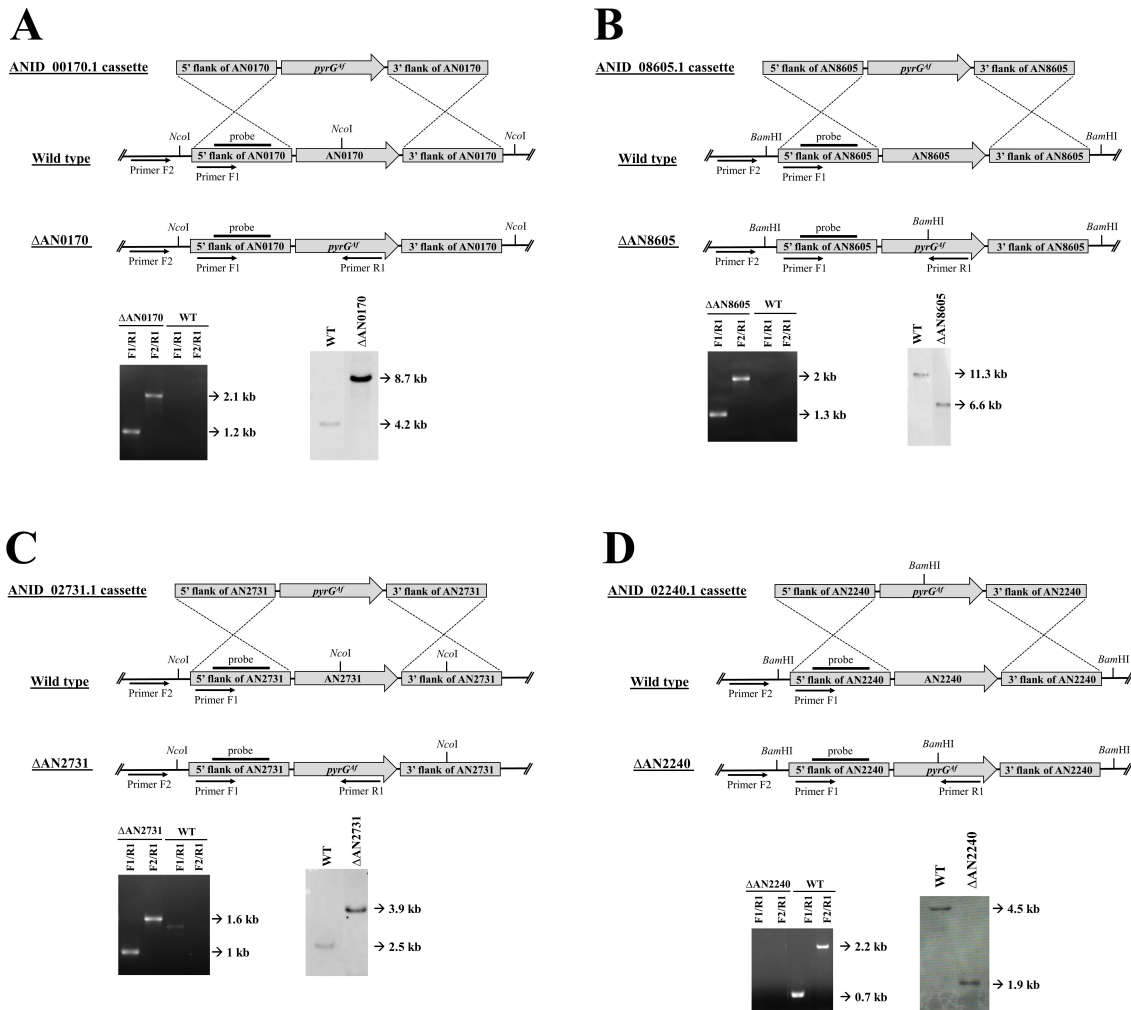 A
ANID_00170.1 cassette
5' flank of AN0170
pyrG^Af
3' flank of AN0170
NcoI
probe
NcoI
NcoI
Wild type
5' flank of AN0170
AN0170
3' flank of AN0170
Primer F2
Primer F1
NcoI
probe
NcoI
ΔAN0170
5' flank of AN0170
pyrG^Af
3' flank of AN0170
Primer F2
Primer F1
Primer R1
ΔAN0170
WT
F1/R1
F2/R1
F1/R1
F2/R1
→ 2.1 kb
→ 1.2 kb
WT
ΔAN0170
→ 8.7 kb
→ 4.2 kb
B
ANID_08605.1 cassette
5' flank of AN8605
pyrG^Af
3' flank of AN8605
BamHI
probe
BamHI
Wild type
5' flank of AN8605
AN8605
3' flank of AN8605
Primer F2
Primer F1
BamHI
probe
BamHI
BamHI
ΔAN8605
5' flank of AN8605
pyrG^Af
3' flank of AN8605
Primer F2
Primer F1
Primer R1
ΔAN8605
WT
F1/R1
F2/R1
F1/R1
F2/R1
→ 2 kb
→ 1.3 kb
WT
ΔAN8605
→ 11.3 kb
→ 6.6 kb
C
ANID_02731.1 cassette
5' flank of AN2731
pyrG^Af
3' flank of AN2731
NcoI
probe
NcoI
NcoI
Wild type
5' flank of AN2731
AN2731
3' flank of AN2731
Primer F2
Primer F1
NcoI
probe
NcoI
ΔAN2731
5' flank of AN2731
pyrG^Af
3' flank of AN2731
Primer F2
Primer F1
Primer R1
ΔAN2731
WT
F1/R1
F2/R1
F1/R1
F2/R1
→ 1.6 kb
→ 1 kb
WT
ΔAN2731
→ 3.9 kb
→ 2.5 kb
D
BamHI
ANID_02240.1 cassette
5' flank of AN2240
pyrG^Af
3' flank of AN2240
BamHI
probe
BamHI
Wild type
5' flank of AN2240
AN2240
3' flank of AN2240
Primer F2
Primer F1
BamHI
probe
BamHI
BamHI
ΔAN2240
5' flank of AN2240
pyrG^Af
3' flank of AN2240
Primer F2
Primer F1
Primer R1
ΔAN2240
WT
F1/R1
F2/R1
F1/R1
F2/R1
→ 2.2 kb
→ 0.7 kb
WT
ΔAN2240
→ 4.5 kb
→ 1.9 kb